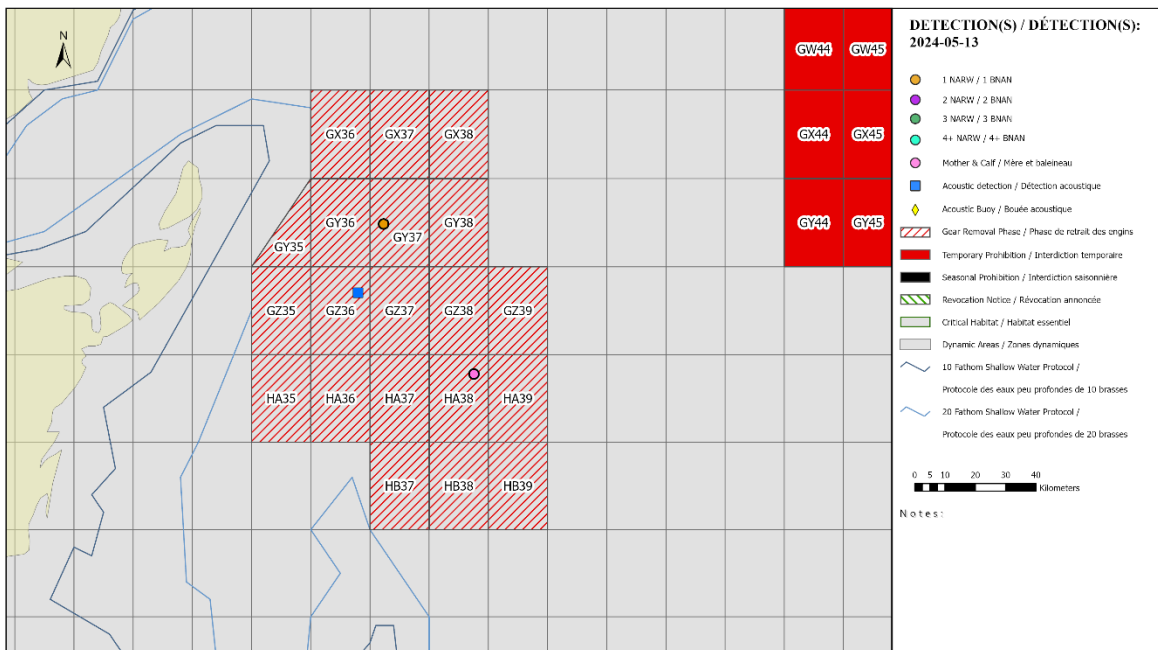 N
GW44 GW45
GX36 GX37 GX38 GX44 GX45
GY35 GY36 GY37 GY38 GY44 GY45
GZ35 GZ36 GZ37 GZ38 GZ39
HA35 HA36 HA37 HA38 HA39
HB37 HB38 HB39
DETECTION(S) / DÉTECTION(S):
2024-05-13
1 NARW / 1 BNAN
2 NARW / 2 BNAN
3 NARW / 3 BNAN
4+ NARW / 4+ BNAN
Mother & Calf / Mère et baleineau
Acoustic detection / Détection acoustique
Acoustic Buoy / Bouée acoustique
Gear Removal Phase / Phase de retrait des engins
Temporary Prohibition / Interdiction temporaire
Seasonal Prohibition / Interdiction saisonnière
Revocation Notice / Révocation annoncée
Critical Habitat / Habitat essentiel
Dynamic Areas / Zones dynamiques
10 Fathom Shallow Water Protocol /
Protocole des eaux peu profondes de 10 brasses
20 Fathom Shallow Water Protocol /
Protocole des eaux peu profondes de 20 brasses
0 5 10 20 30 40
Kilometers
Notes: